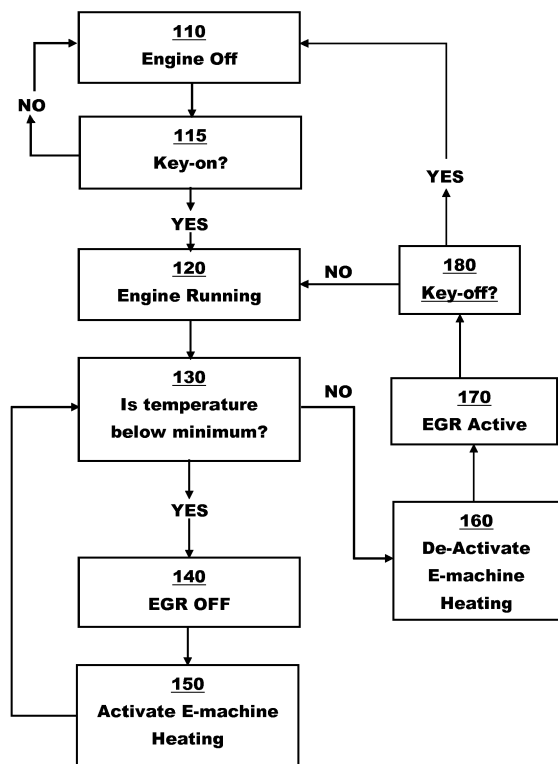 110
Engine Off
NO
115
Key-on?
YES
YES
120
Engine Running
NO
180
Key-off?
130
Is temperature
below minimum?
NO
170
EGR Active
YES
160
De-Activate
E-machine
Heating
140
EGR OFF
150
Activate E-machine
Heating